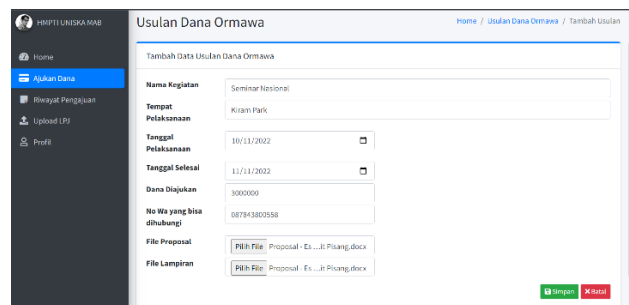 HMPTI UNISKA MAB
Home
Ajukan Dana
Riwayat Pengajuan
Upload LPJ
Profil
Usulan Dana Ormawa
Home / Usulan Dana Ormawa / Tambah Usulan
Tambah Data Usulan Dana Ormawa
Nama Kegiatan
Seminar Nasional
Tempat
Pelaksanaan
Kiram Park
Tanggal
Pelaksanaan
10/11/2022
Tanggal Selesai
11/11/2022
Dana Diajukan
3000000
No Wa yang bisa
dihubungi
087843800558
File Proposal
Pilih File Proposal - Es ...it Pisang.docx
File Lampiran
Pilih File Proposal - Es ...it Pisang.docx
Simpan
Batal